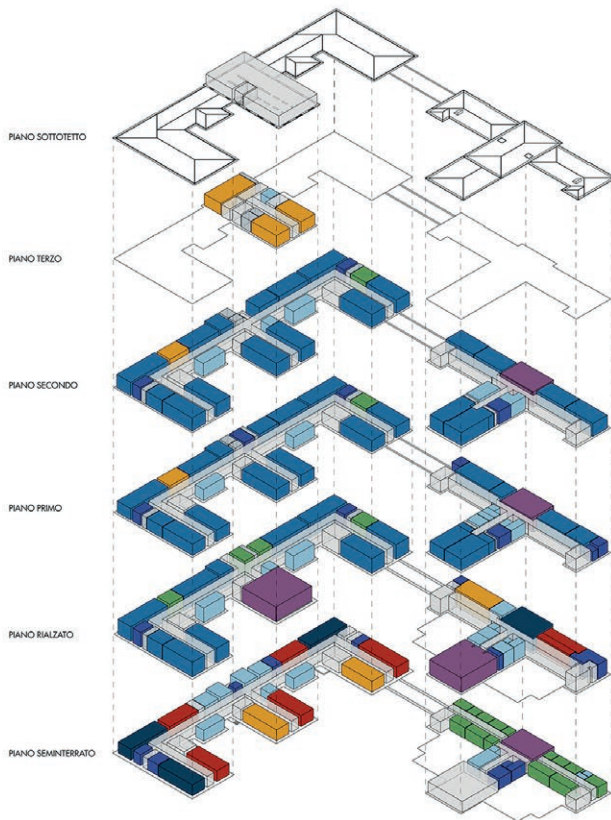 PIANO SOTTOTETTO
PIANO TERZO
PIANO SECONDO
PIANO PRIMO
PIANO RIALZATO
PIANO SEMINTERRATO